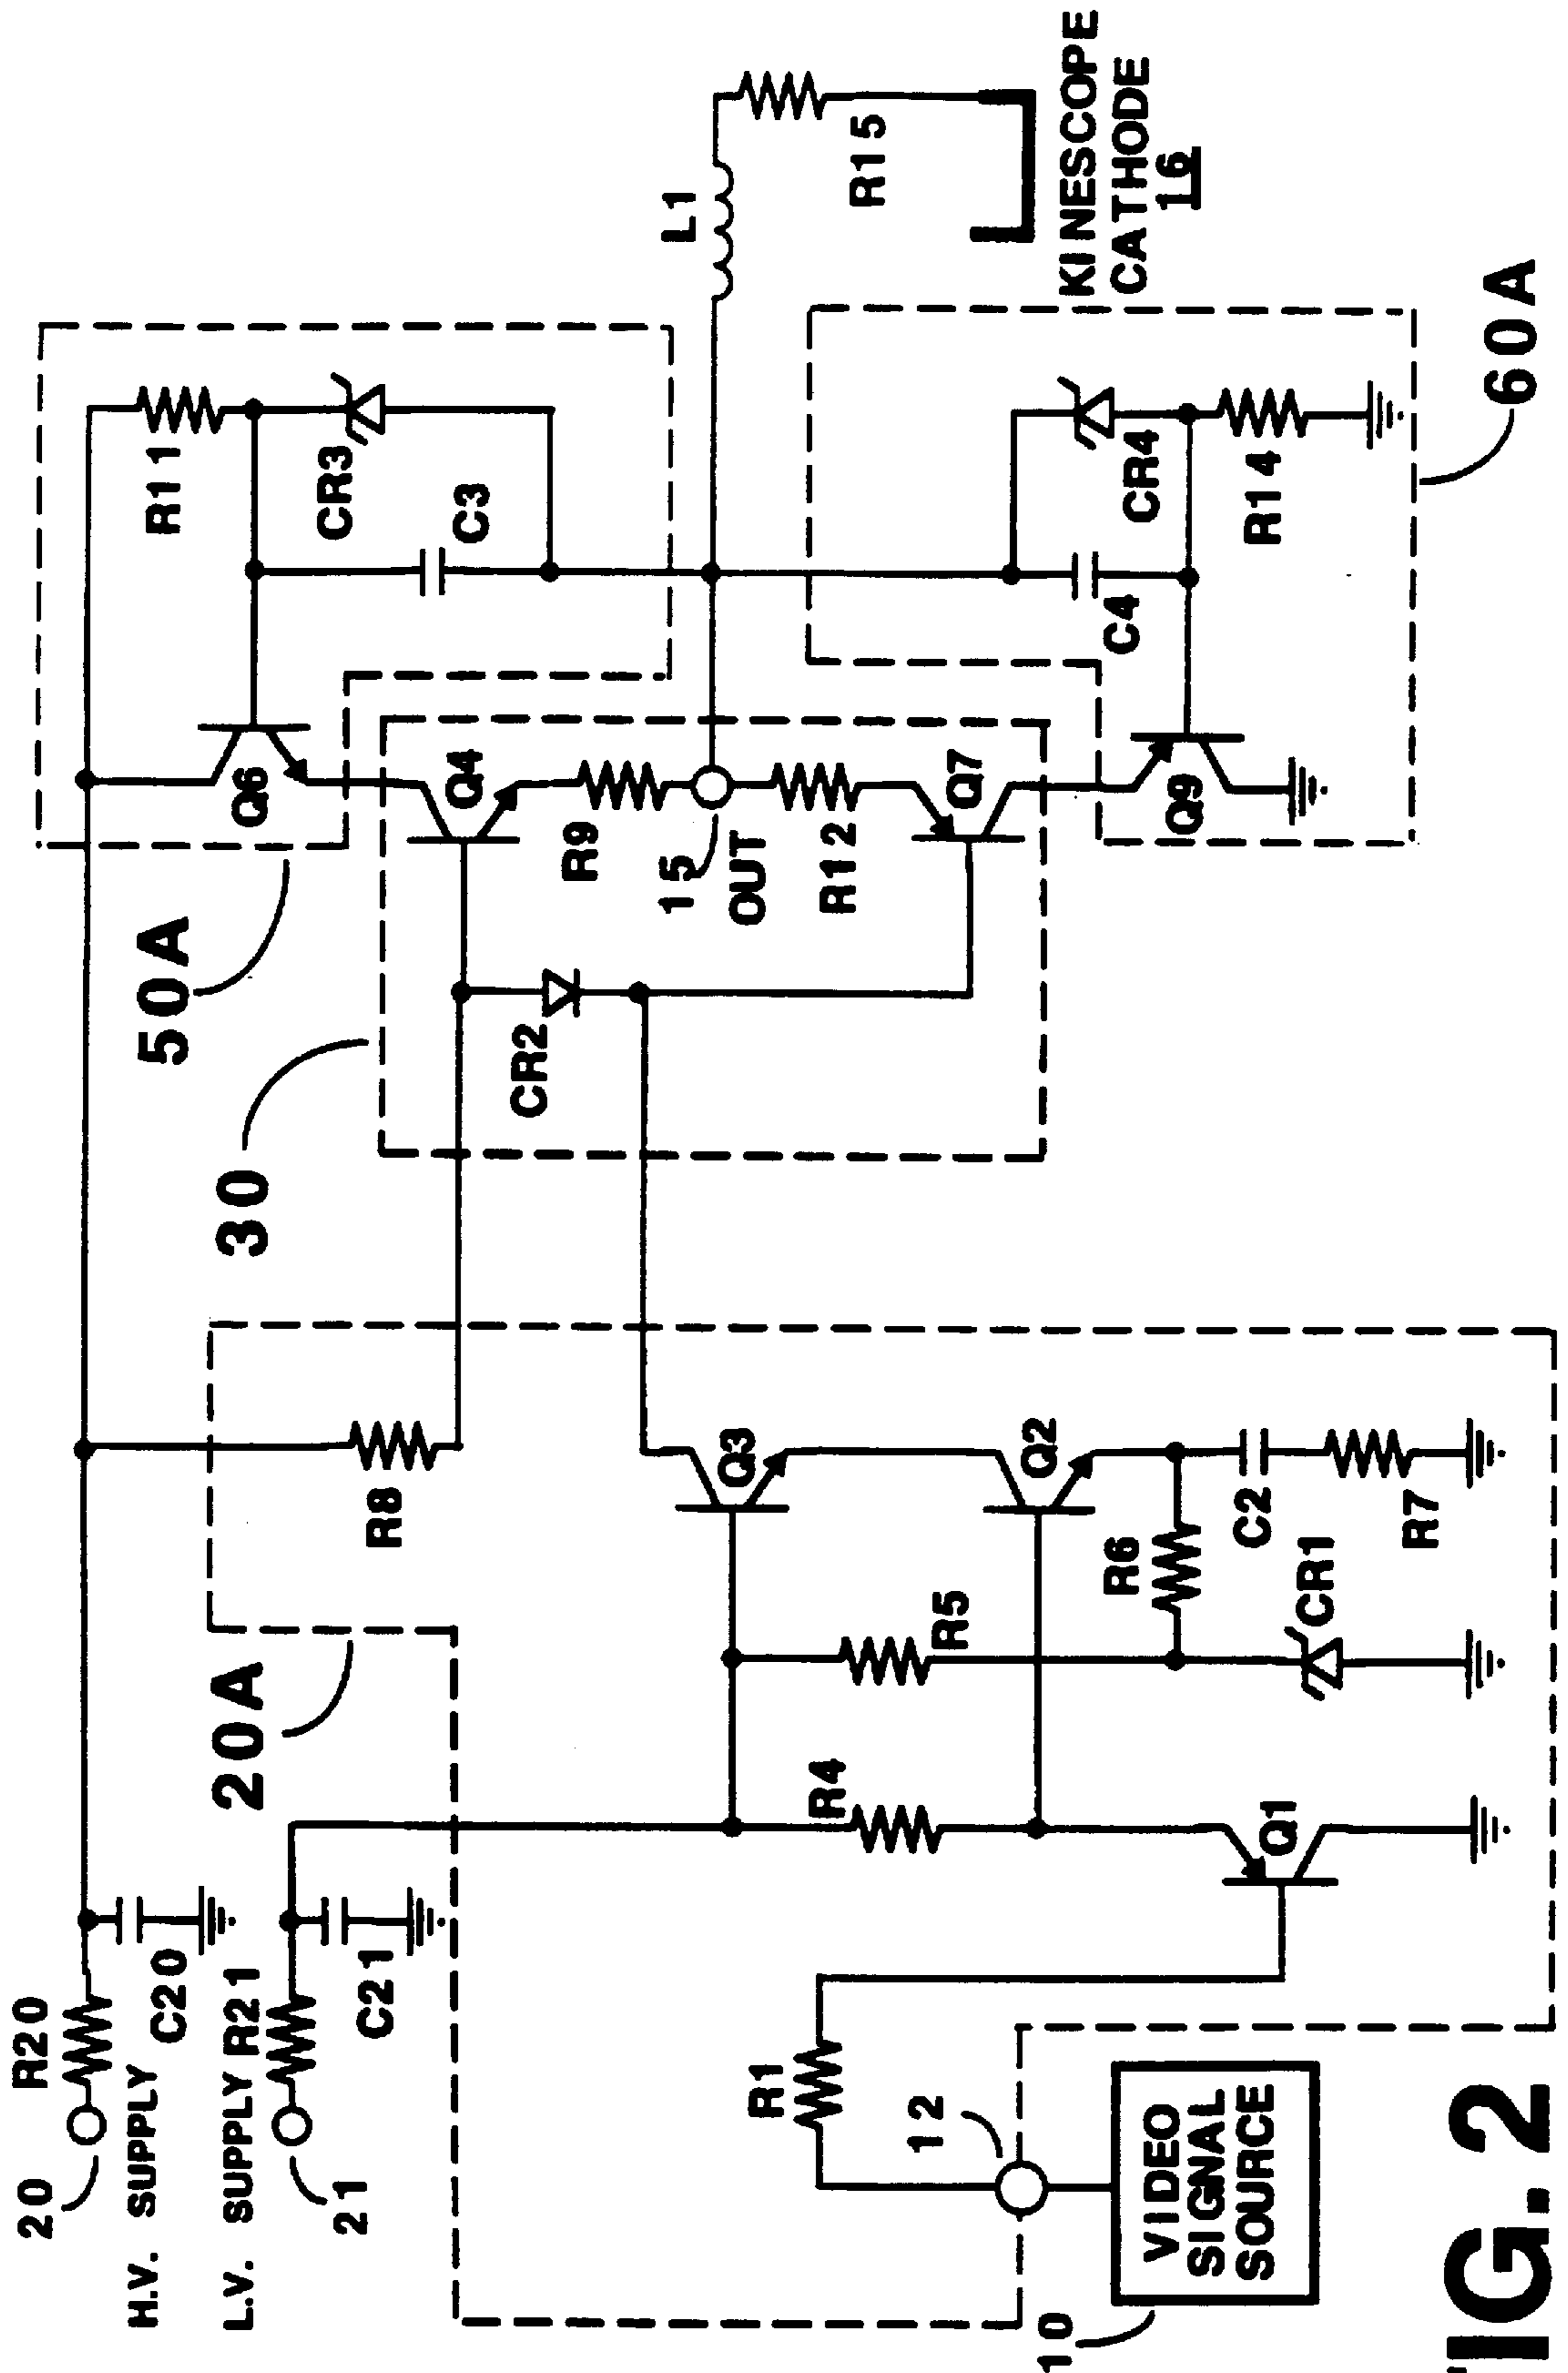 20
R20
H.V. SUPPLY
C20
L.V. SUPPLY
R21
21
C21
20A
R8
30
50A
Q6
R11
CR3
C3
Q4
R9
CR2
15
OUT
R12
Q7
L1
R15
KINESCOPE
CATHODE
16
C4
CR4
R14
Q9
60A
Q3
Q2
R4
R5
R6
CR1
C2
R7
Q1
R1
12
10
VIDEO
SIGNAL
SOURCE
IG. 2